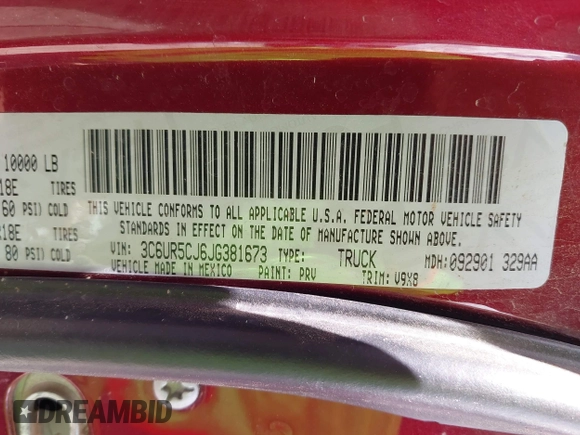 10000 LB
18E TIRES
60 PSI) COLD
18E TIRES
80 PSI) COLD
THIS VEHICLE CONFORMS TO ALL APPLICABLE U.S.A. FEDERAL MOTOR VEHICLE SAFETY
STANDARDS IN EFFECT ON THE DATE OF MANUFACTURE SHOWN ABOVE.
VIN: 3C6UR5CJ6JG381673 TYPE: TRUCK MDH: 092901 329AA
VEHICLE MADE IN MEXICO PAINT: PRV TRIM: V9X8
DREAMBID